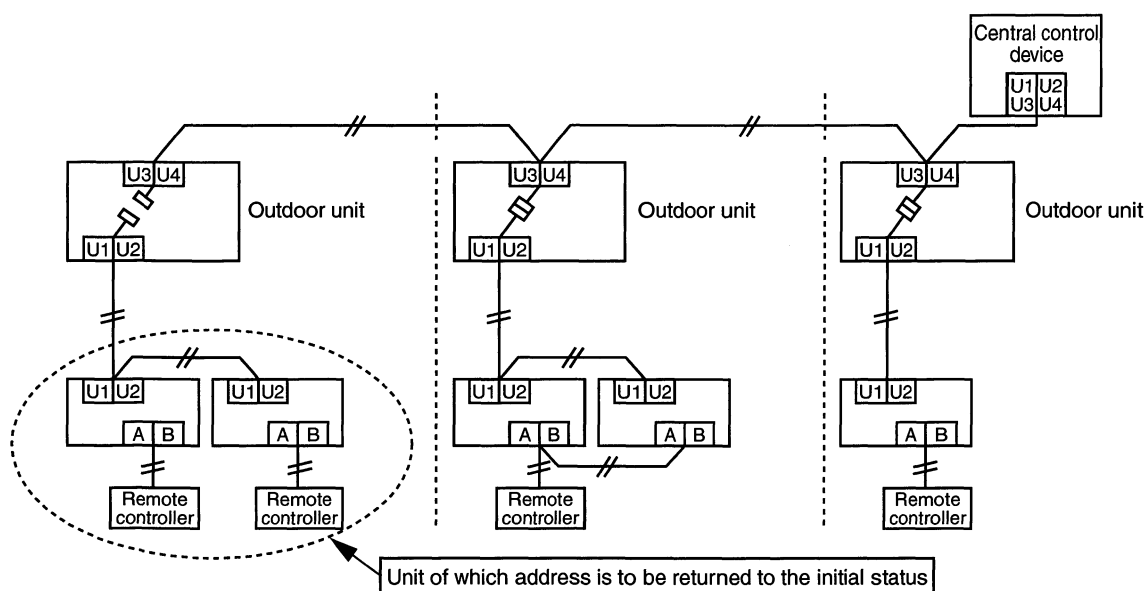 Central control
device
U1 U2
U3 U4
U3 U4
U3 U4
U3 U4
Outdoor unit
Outdoor unit
Outdoor unit
U1 U2
U1 U2
U1 U2
U1 U2
U1 U2
U1 U2
U1 U2
U1 U2
A B
A B
A B
A B
A B
Remote
controller
Remote
controller
Remote
controller
Remote
controller
Unit of which address is to be returned to the initial status